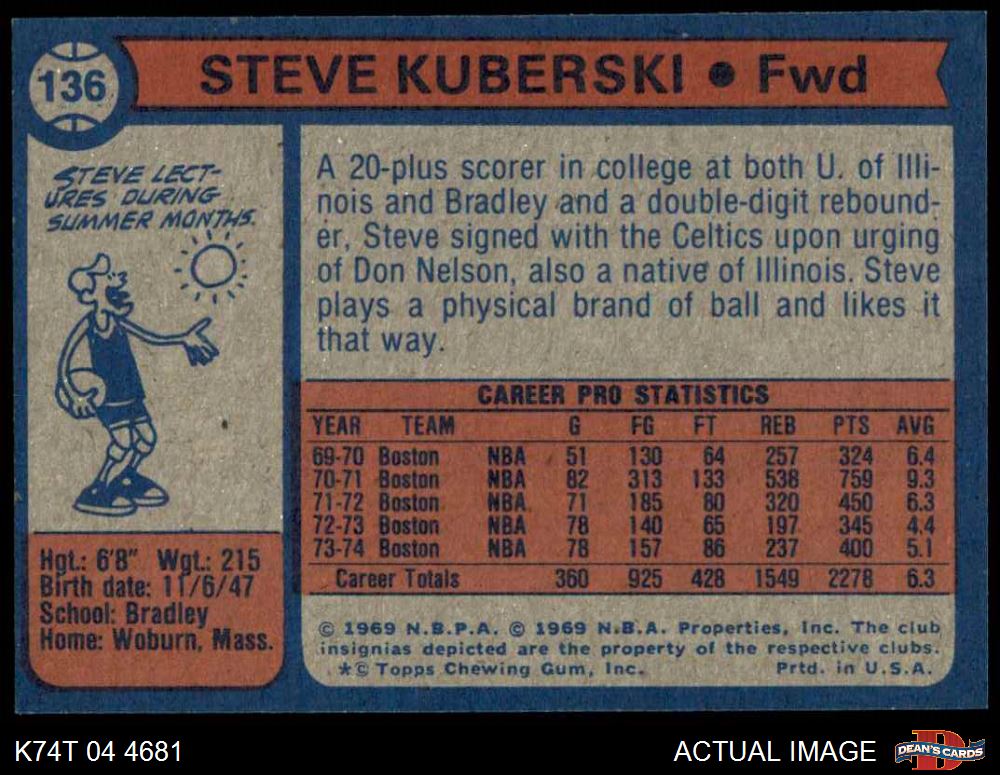 136
STEVE KUBERSKI ● Fwd
STEVE LECT-
URES DURING
SUMMER MONTHS.
A 20-plus scorer in college at both U. of Illi-
nois and Bradley and a double-digit rebound-
er, Steve signed with the Celtics upon urging
of Don Nelson, also a native of Illinois. Steve
plays a physical brand of ball and likes it
that way.
CAREER PRO STATISTICS
YEAR TEAM G FG FT REB PTS AVG
69-70 Boston NBA 51 130 64 257 324 6.4
70-71 Boston NBA 82 313 133 538 759 9.3
71-72 Boston NBA 71 185 80 320 450 6.3
72-73 Boston NBA 78 140 65 197 345 4.4
73-74 Boston NBA 78 157 86 237 400 5.1
Career Totals 360 925 428 1549 2278 6.3
Hgt.: 6'8" Wgt.: 215
Birth date: 11/6/47
School: Bradley
Home: Woburn, Mass.
© 1969 N.B.P.A. © 1969 N.B.A. Properties, Inc. The club
insignias depicted are the property of the respective clubs.
*© Topps Chewing Gum, Inc. Prtd. in U.S.A.
K74T 04 4681
ACTUAL IMAGE
D
DEAN'S CARDS